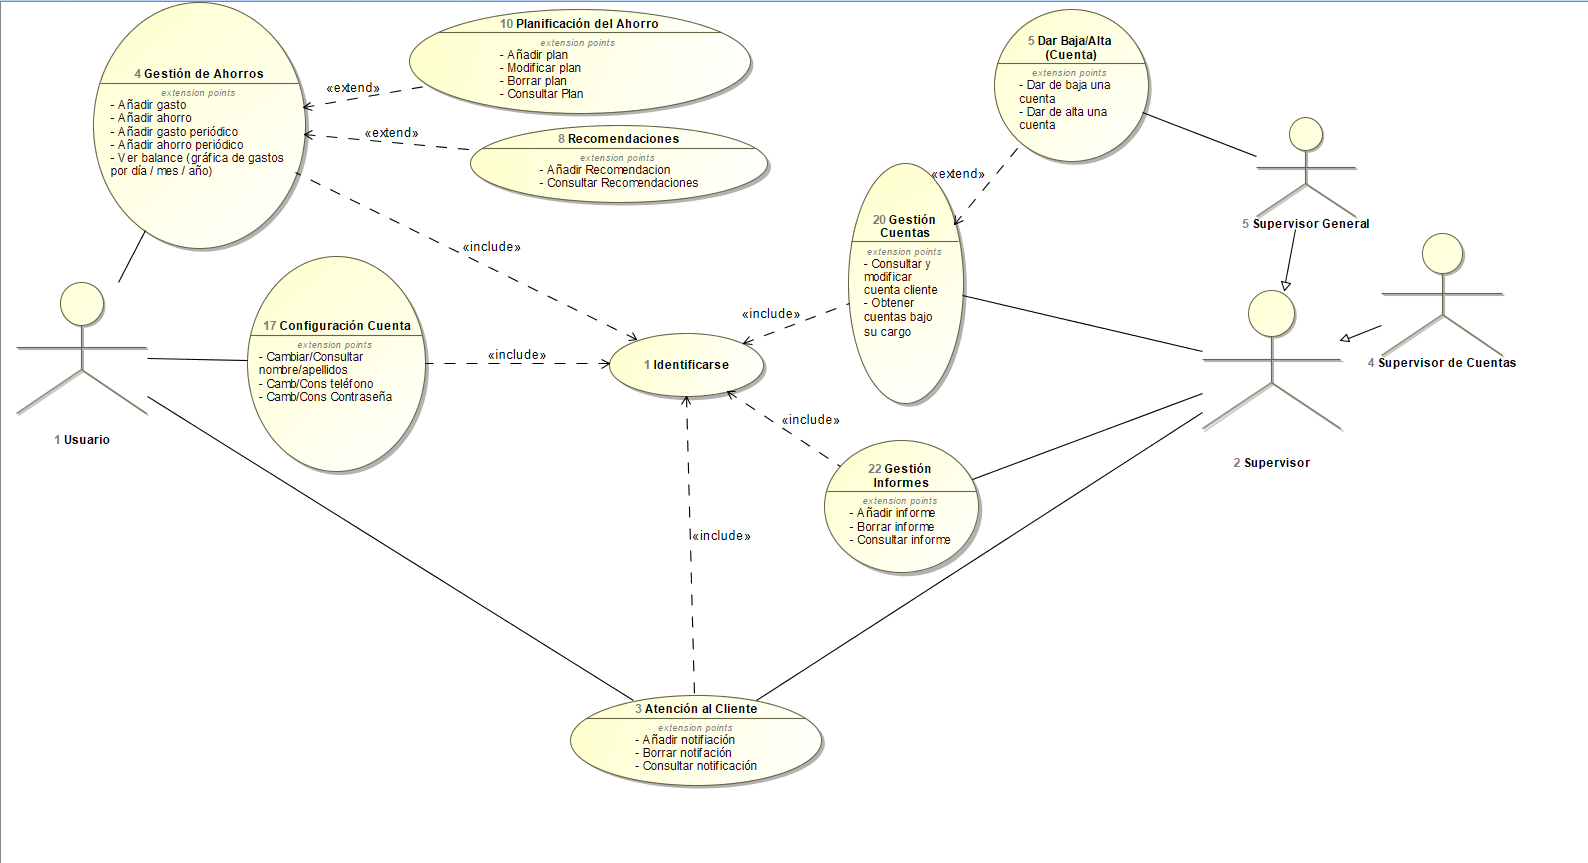 4 Gestión de Ahorros
extension points
- Añadir gasto
- Añadir ahorro
- Añadir gasto periódico
- Añadir ahorro periódico
- Ver balance (gráfica de gastos
por día / mes / año)
10 Planificación del Ahorro
extension points
- Añadir plan
- Modificar plan
- Borrar plan
- Consultar Plan
«extend»
«extend»
8 Recomendaciones
extension points
- Añadir Recomendacion
- Consultar Recomendaciones
5 Dar Baja/Alta
(Cuenta)
extension points
- Dar de baja una
cuenta
- Dar de alta una
cuenta
«extend»
5 Supervisor General
20 Gestión
Cuentas
extension points
- Consultar y
modificar
cuenta cliente
- Obtener
cuentas bajo
su cargo
«include»
«include»
17 Configuración Cuenta
extension points
- Cambiar/Consultar
nombre/apellidos
- Camb/Cons teléfono
- Camb/Cons Contraseña
«include»
1 Identificarse
4 Supervisor de Cuentas
1 Usuario
«include»
2 Supervisor
22 Gestión
Informes
extension points
- Añadir informe
- Borrar informe
- Consultar informe
«include»
3 Atención al Cliente
extension points
- Añadir notifiación
- Borrar notifación
- Consultar notificación